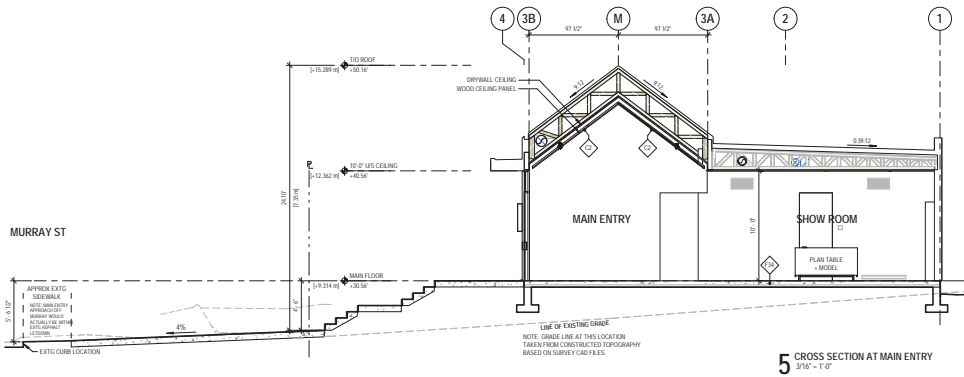 4
3B
M
3A
2
1
97 1/2"
97 1/2"
T/O ROOF
[+15.289 m] +50.16'
DRYWALL CEILING
WOOD CEILING PANEL
9:12
9:12
0.39:12
10'-0" U/S CEILING
[+12.362 m] +40.56'
24.10'
[7.35m]
C2
C2
MAIN ENTRY
SHOW ROOM
10' - 0"
PLAN TABLE
+ MODEL
F34
MURRAY ST
MAIN FLOOR
[+9.314 m] +30.56'
5' - 6 1/2"
4'-6"
APPROX EXTG
SIDEWALK
NOTE: MAIN ENTRY
APPROACH OFF
MURRAY WOULD
ACTUALLY BE WITHIN
EXTG ASPHALT
LETDOWN
4%
EXTG CURB LOCATION
LINE OF EXISTING GRADE
NOTE: GRADE LINE AT THIS LOCATION
TAKEN FROM CONSTRUCTED TOPOGRAPHY
BASED ON SURVEY CAD FILES
5 CROSS SECTION AT MAIN ENTRY
3/16" = 1'-0"